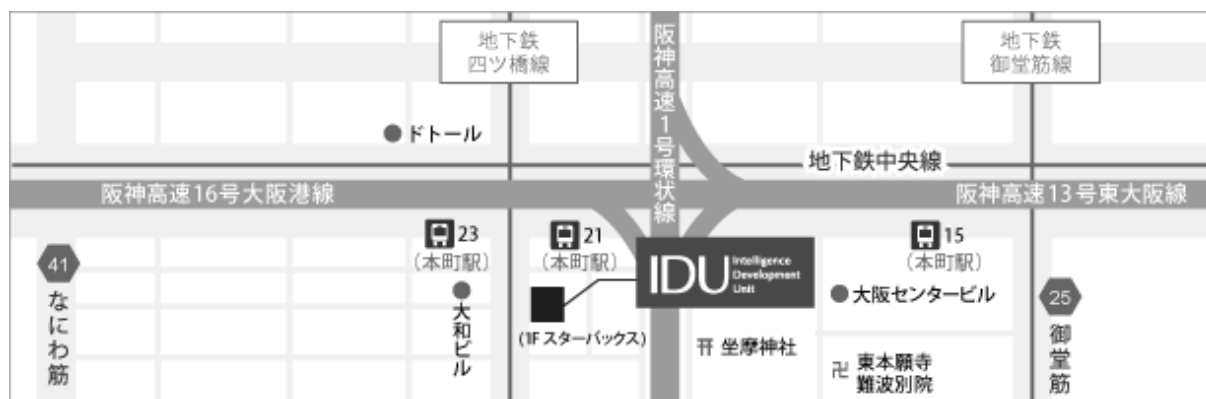 地下鉄
四ツ橋線
阪神高速1号環状線
地下鉄
御堂筋線
ドトール
地下鉄中央線
阪神高速16号大阪港線
阪神高速13号東大阪線
23
(本町駅)
21
(本町駅)
15
(本町駅)
IDU
Intelligence
Development
Unit
41
なにわ筋
大和ビル
(1F スターバックス)
大阪センタービル
25
御堂筋
坐摩神社
卍 東本願寺
難波別院